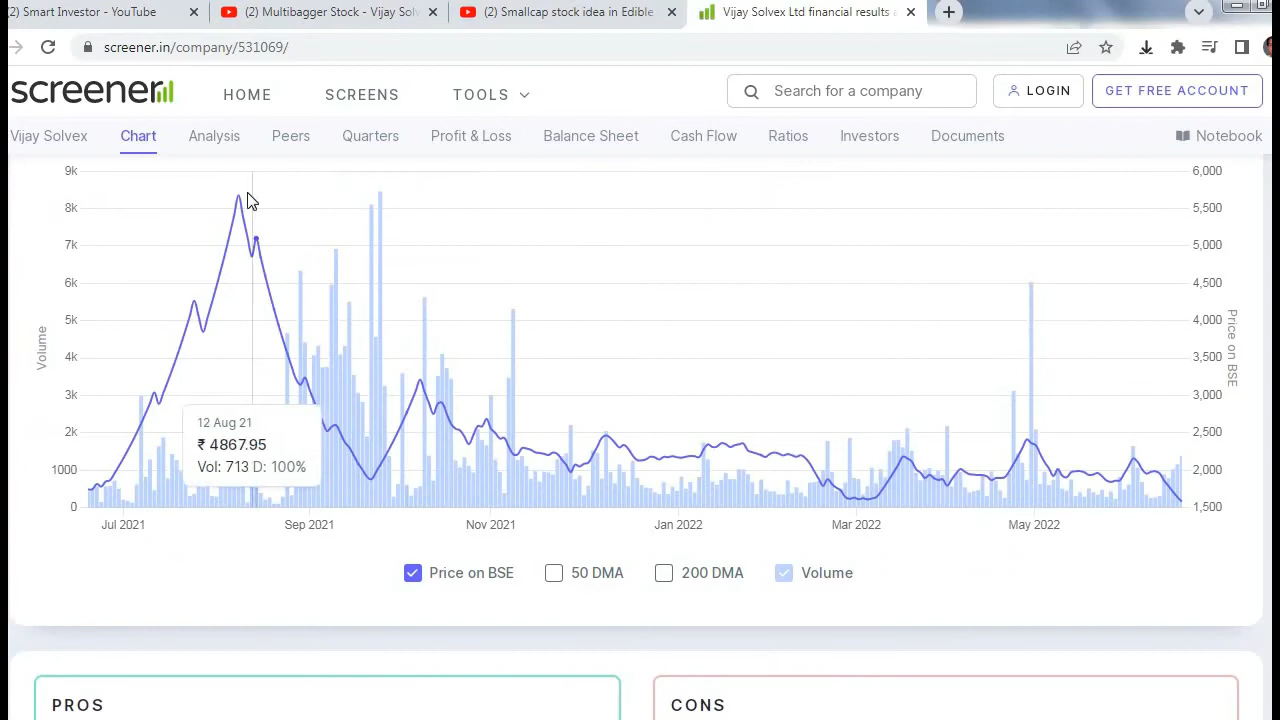 (2) Smart Investor - YouTube
(2) Multibagger Stock - Vijay Solv
(2) Smallcap stock idea in Edible
Vijay Solvex Ltd financial results a
screener.in/company/531069/
screener
HOME
SCREENS
TOOLS
Search for a company
LOGIN
GET FREE ACCOUNT
Vijay Solvex
Chart
Analysis
Peers
Quarters
Profit & Loss
Balance Sheet
Cash Flow
Ratios
Investors
Documents
Notebook
9k
8k
7k
6k
5k
4k
3k
2k
1000
0
Volume
6,000
5,500
5,000
4,500
4,000
3,500
3,000
2,500
2,000
1,500
Price on BSE
12 Aug 21
₹ 4867.95
Vol: 713 D: 100%
Jul 2021
Sep 2021
Nov 2021
Jan 2022
Mar 2022
May 2022
Price on BSE
50 DMA
200 DMA
Volume
PROS
CONS